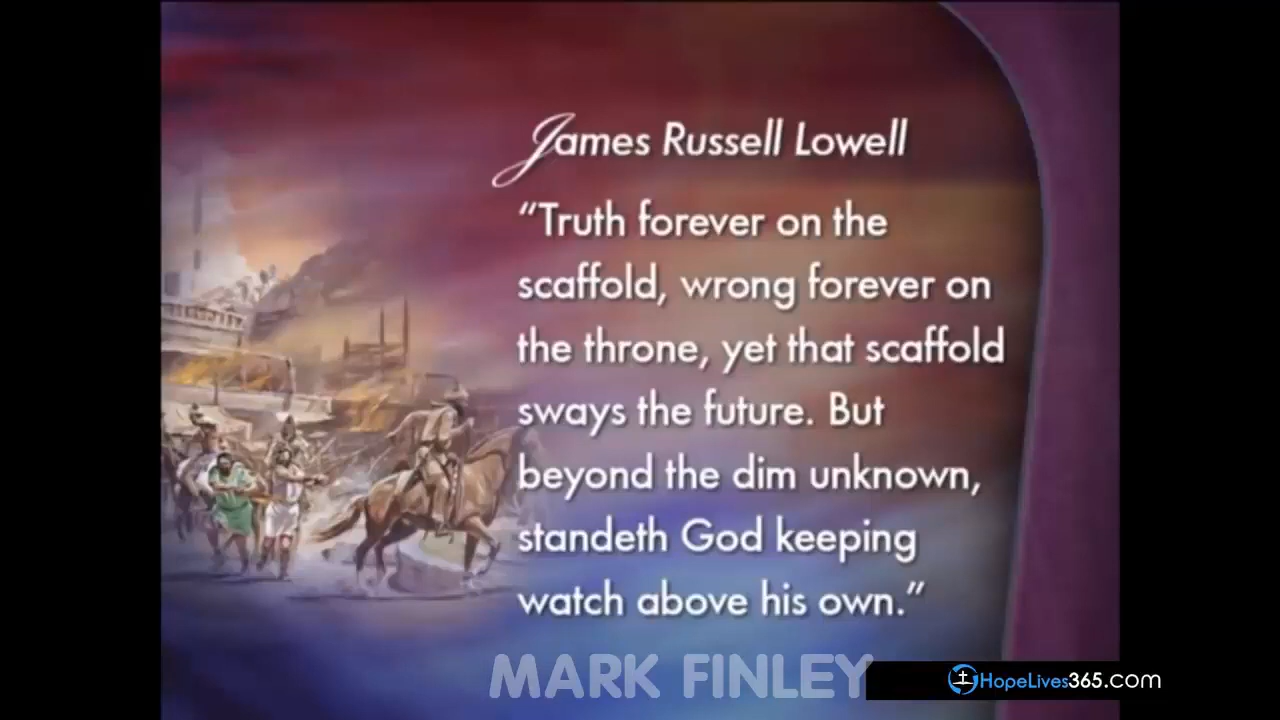 James Russell Lowell
“Truth forever on the
scaffold, wrong forever on
the throne, yet that scaffold
sways the future. But
beyond the dim unknown,
standeth God keeping
watch above his own.”
MARK FINLEY
HopeLives365.com